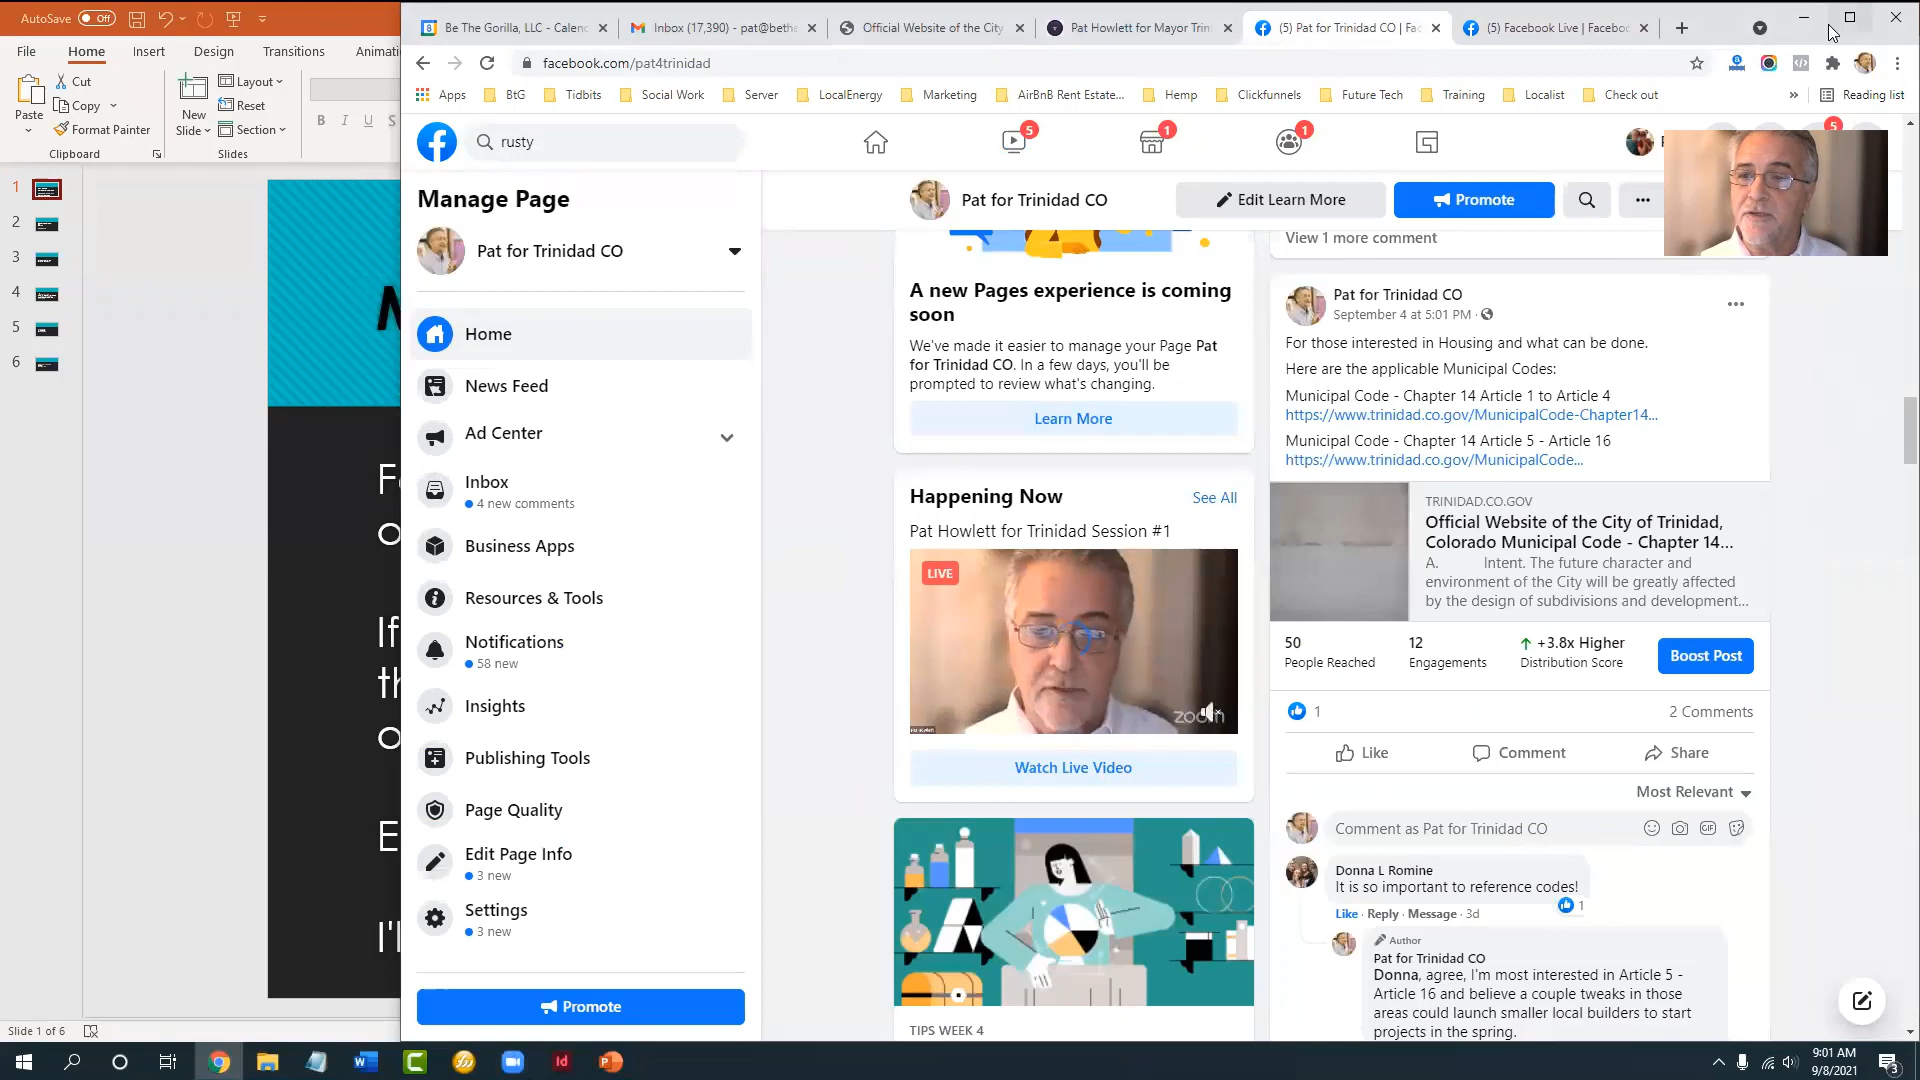 AutoSave Off
File Home Insert Design Transitions Animati
Paste
Cut
Copy
Format Painter
Clipboard
New
Slide
Layout
Reset
Section
Slides
B I U S
1
2
3
4
5
6
Slide 1 of 6
Be The Gorilla, LLC - Calenc
Inbox (17,390) - pat@betha
Official Website of the City
Pat Howlett for Mayor Trin
(5) Pat for Trinidad CO | Fac
(5) Facebook Live | Faceboo
facebook.com/pat4trinidad
Apps BtG Tidbits Social Work Server LocalEnergy Marketing AirBnB Rent Estate... Hemp Clickfunnels Future Tech Training Localist Check out » Reading list
rusty
5
1
1
5
Manage Page
Pat for Trinidad CO
Home
News Feed
Ad Center
Inbox
4 new comments
Business Apps
Resources & Tools
Notifications
58 new
Insights
Publishing Tools
Page Quality
Edit Page Info
3 new
Settings
3 new
Promote
Pat for Trinidad CO
Edit Learn More
Promote
A new Pages experience is coming
soon
We've made it easier to manage your Page Pat
for Trinidad CO. In a few days, you'll be
prompted to review what's changing.
Learn More
Happening Now
See All
Pat Howlett for Trinidad Session #1
LIVE
zoom
Watch Live Video
TIPS WEEK 4
View 1 more comment
Pat for Trinidad CO
September 4 at 5:01 PM ·
For those interested in Housing and what can be done.
Here are the applicable Municipal Codes:
Municipal Code - Chapter 14 Article 1 to Article 4
https://www.trinidad.co.gov/MunicipalCode-Chapter14...
Municipal Code - Chapter 14 Article 5 - Article 16
https://www.trinidad.co.gov/MunicipalCode...
TRINIDAD.CO.GOV
Official Website of the City of Trinidad,
Colorado Municipal Code - Chapter 14...
A. Intent. The future character and
environment of the City will be greatly affected
by the design of subdivisions and development...
50
People Reached
12
Engagements
+3.8x Higher
Distribution Score
Boost Post
1
2 Comments
Like Comment Share
Most Relevant
Comment as Pat for Trinidad CO
GIF
Donna L Romine
It is so important to reference codes!
1
Like · Reply · Message · 3d
Author
Pat for Trinidad CO
Donna, agree, I'm most interested in Article 5 -
Article 16 and believe a couple tweaks in those
areas could launch smaller local builders to start
projects in the spring.
9:01 AM
9/8/2021
3